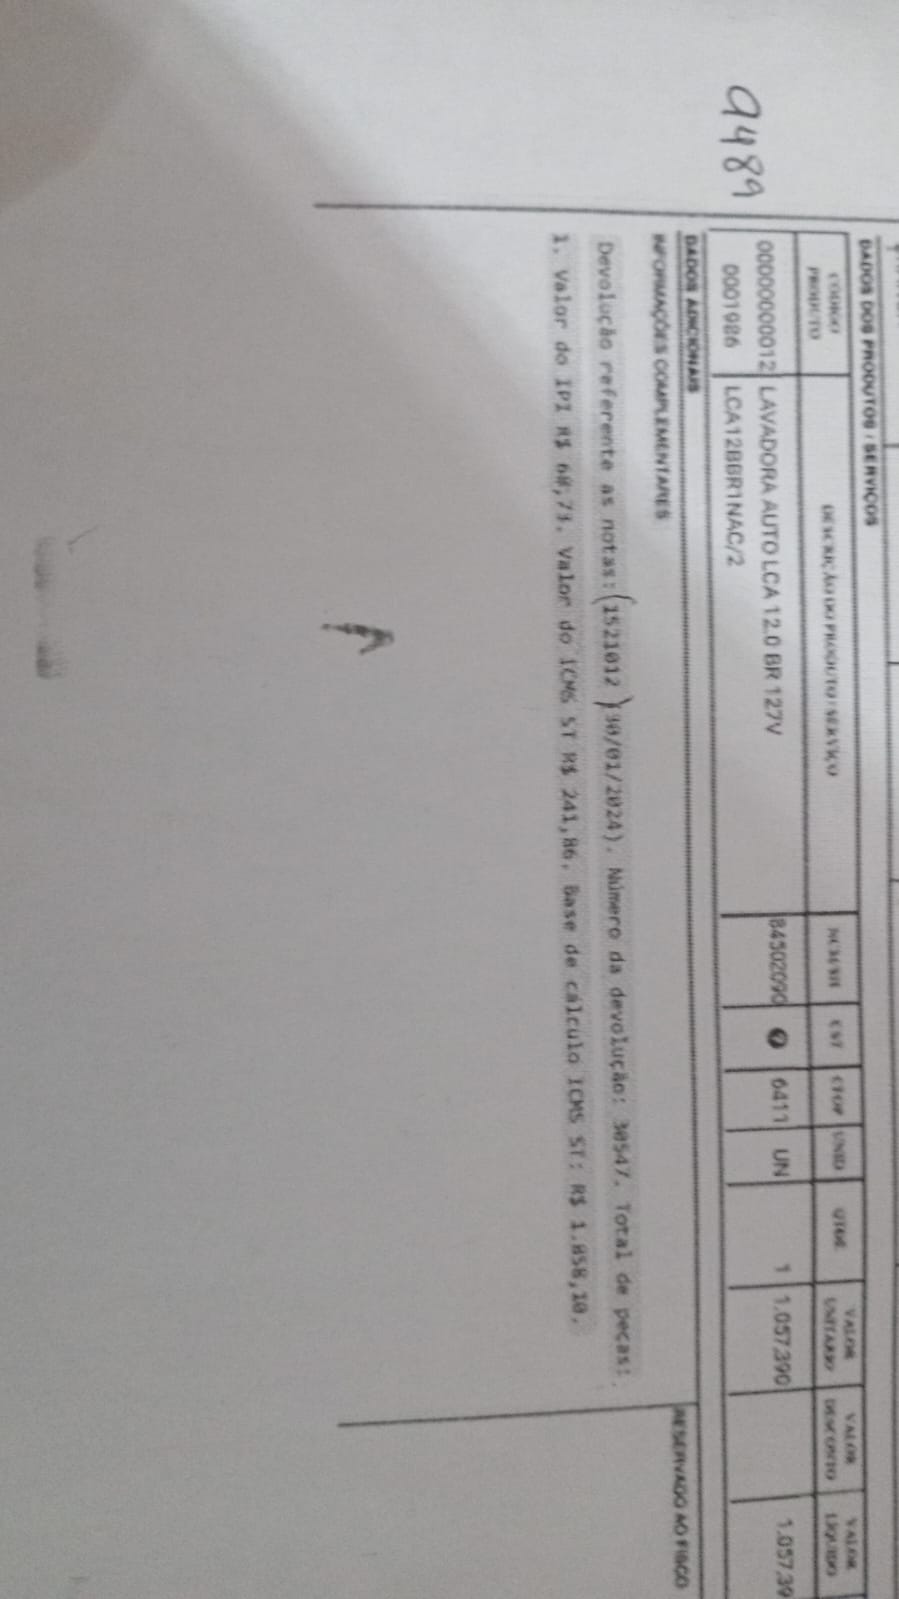 DADOS DOS PRODUTOS / SERVIÇOS
CÓDIGO PRODUTO DESCRIÇÃO DO PRODUTO / SERVIÇO NCM/SH CST CFOP UNID QTDE VALOR UNITÁRIO VALOR DESCONTO VALOR LÍQUIDO
00000000012 LAVADORA AUTO LCA 12.0 BR 127V 84502090 6411 UN 1 1.057,390 1.057,39
0001986 LCA12BBR1NAC/2
9489
DADOS ADICIONAIS
INFORMAÇÕES COMPLEMENTARES RESERVADO AO FISCO
Devolução referente as notas:(1521012 )(30/01/2024). Número da devolução: 30547. Total de peças:
1. Valor do IPI R$ 68,73. Valor do ICMS ST R$ 241,86. Base de cálculo ICMS ST: R$ 1.858,10.